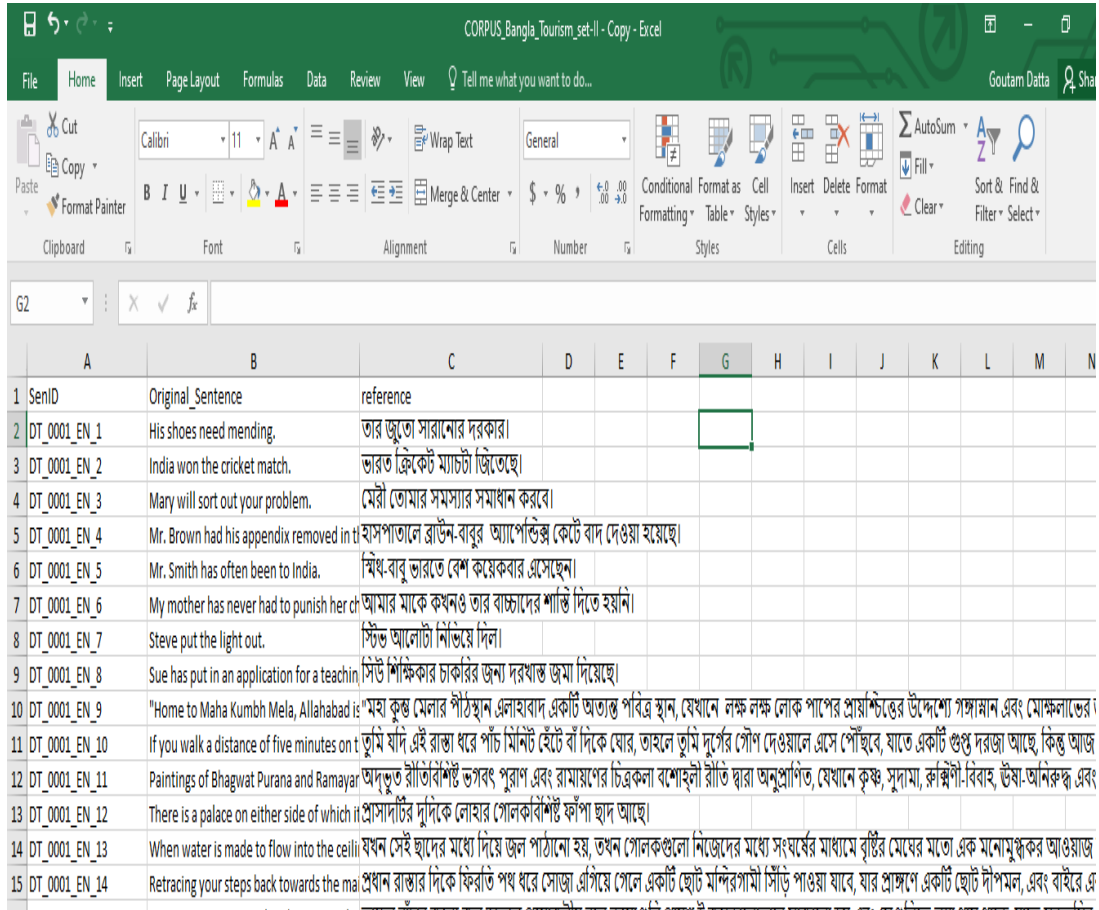 CORPUS_Bangla_Tourism_set-II - Copy - Excel
File Home Insert Page Layout Formulas Data Review View Tell me what you want to do... Goutam Datta Shar
Cut Calibri 11 Wrap Text General AutoSum
Copy Fill
Paste Format Painter B I U Merge & Center $ % Conditional Formatting Format as Table Cell Styles Insert Delete Format Clear Sort & Filter Find & Select
Clipboard Font Alignment Number Styles Cells Editing
G2 fx
A B C D E F G H I J K L M N
1 SenID Original_Sentence reference
2 DT_0001_EN_1 His shoes need mending. তার জুতো সারানোর দরকার।
3 DT_0001_EN_2 India won the cricket match. ভারত ক্রিকেট ম্যাচটা জিতেছে।
4 DT_0001_EN_3 Mary will sort out your problem. মেরী তোমার সমস্যার সমাধান করবে।
5 DT_0001_EN_4 Mr. Brown had his appendix removed in th হাসপাতালে ব্রাউন-বাবুর অ্যাপেন্ডিক্স কেটে বাদ দেওয়া হয়েছে।
6 DT_0001_EN_5 Mr. Smith has often been to India. স্মিথ-বাবু ভারতে বেশ কয়েকবার এসেছেন।
7 DT_0001_EN_6 My mother has never had to punish her ch আমার মাকে কখনও তার বাচ্চাদের শাস্তি দিতে হয়নি।
8 DT_0001_EN_7 Steve put the light out. স্টিভ আলোটা নিভিয়ে দিল।
9 DT_0001_EN_8 Sue has put in an application for a teachin সিউ শিক্ষিকার চাকরির জন্য দরখাস্ত জমা দিয়েছে।
10 DT_0001_EN_9 "Home to Maha Kumbh Mela, Allahabad is "মহা কুম্ভ মেলার পীঠস্থান এলাহাবাদ একটি অত্যন্ত পবিত্র স্থান, যেখানে লক্ষ লক্ষ লোক পাপের প্রায়শ্চিত্তের উদ্দেশ্যে গঙ্গাস্নান এবং মোক্ষলাভের
11 DT_0001_EN_10 If you walk a distance of five minutes on t তুমি যদি এই রাস্তা ধরে পাঁচ মিনিট হেঁটে বাঁ দিকে ঘোর, তাহলে তুমি দুর্গের গৌণ দেওয়ালে এসে পৌঁছবে, যাতে একটি গুপ্ত দরজা আছে, কিন্তু আজ
12 DT_0001_EN_11 Paintings of Bhagwat Purana and Ramayan অদ্ভুত রীতিবিশিষ্ট ভগবৎ পুরাণ এবং রামায়ণের চিত্রকলা বশোহ্লী রীতি দ্বারা অনুপ্রাণিত, যেখানে কৃষ্ণ, সুদামা, রুক্মিণী-বিবাহ, ঊষা-অনিরুদ্ধ এবং
13 DT_0001_EN_12 There is a palace on either side of which it প্রাসাদটির দুদিকে লোহার গোলকবিশিষ্ট ফাঁপা ছাদ আছে।
14 DT_0001_EN_13 When water is made to flow into the ceili যখন সেই ছাদের মধ্যে দিয়ে জল পাঠানো হয়, তখন গোলকগুলো নিজেদের মধ্যে সংঘর্ষের মাধ্যমে বৃষ্টির মেঘের মতো এক মনোমুগ্ধকর আওয়াজ
15 DT_0001_EN_14 Retracing your steps back towards the ma প্রধান রাস্তার দিকে ফিরতি পথ ধরে সোজা এগিয়ে গেলে একটি ছোট মন্দিরগামী সিঁড়ি পাওয়া যাবে, যার প্রাঙ্গণে একটি ছোট দীপমল, এবং বাইরে